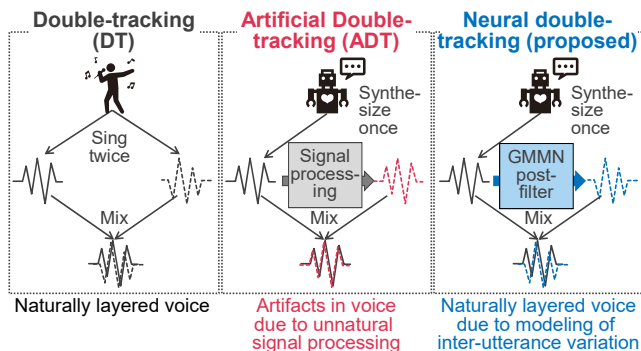 Double-tracking
(DT)
Sing
twice
Mix
Naturally layered voice
Artificial Double-
tracking (ADT)
Synthe-
size
once
Signal
process-
ing
Mix
Artifacts in voice
due to unnatural
signal processing
Neural double-
tracking (proposed)
Synthe-
size
once
GMMN
post-
filter
Mix
Naturally layered voice
due to modeling of
inter-utterance variation